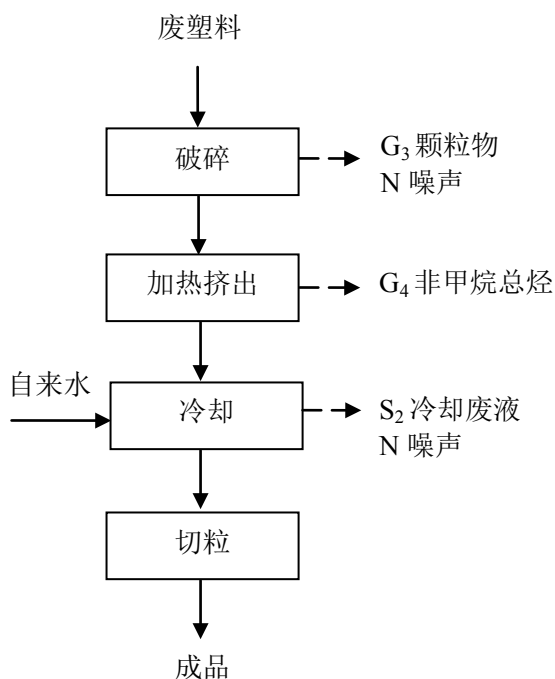 废塑料
破碎
G₃ 颗粒物
N 噪声
加热挤出
G₄ 非甲烷总烃
自来水
冷却
S₂ 冷却废液
N 噪声
切粒
成品